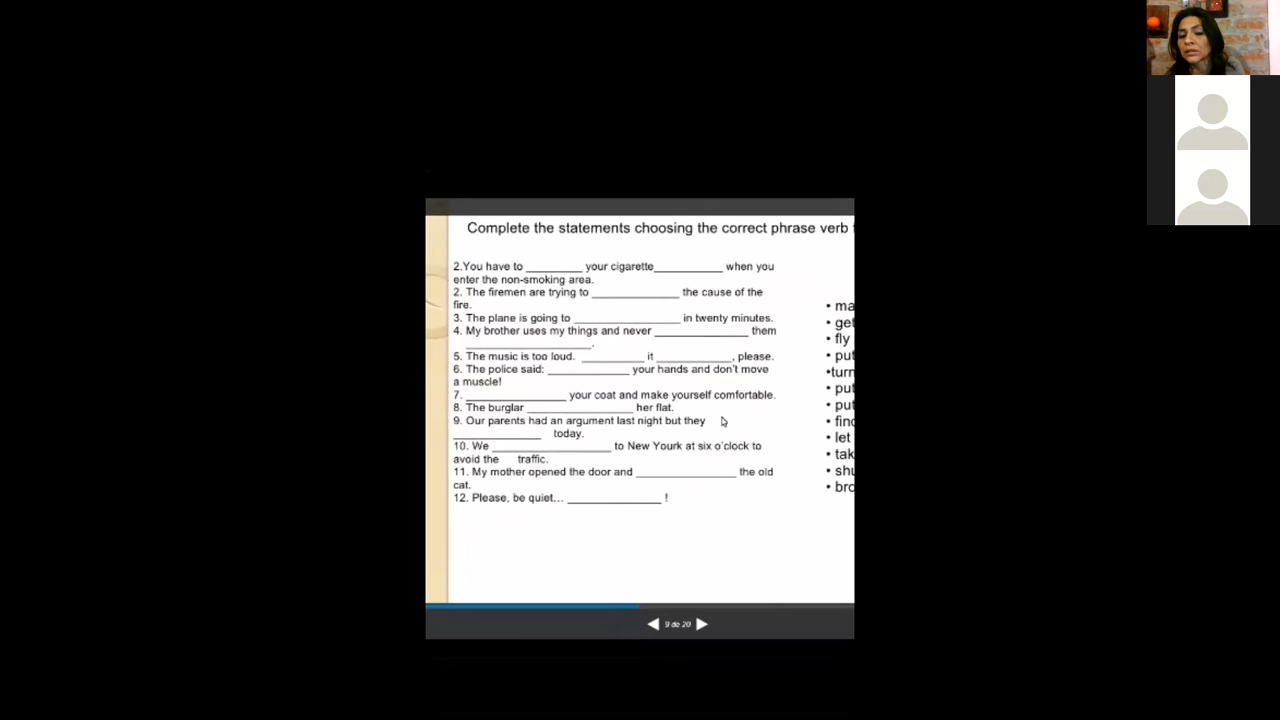 Complete the statements choosing the correct phrase verb
2.You have to _________ your cigarette___________ when you
enter the non-smoking area.
2. The firemen are trying to ______________ the cause of the
fire.
3. The plane is going to _________________ in twenty minutes.
4. My brother uses my things and never _______________ them
____________________.
5. The music is too loud. __________ it ____________, please.
6. The police said: _____________ your hands and don't move
a muscle!
7. ________________ your coat and make yourself comfortable.
8. The burglar _________________ her flat.
9. Our parents had an argument last night but they
______________ today.
10. We ___________________ to New Yourk at six o'clock to
avoid the traffic.
11. My mother opened the door and ________________ the old
cat.
12. Please, be quiet... _______________ !
• ma
• get
• fly
• put
•turn
• put
• put
• find
• let
• tak
• shu
• bro
9 de 20